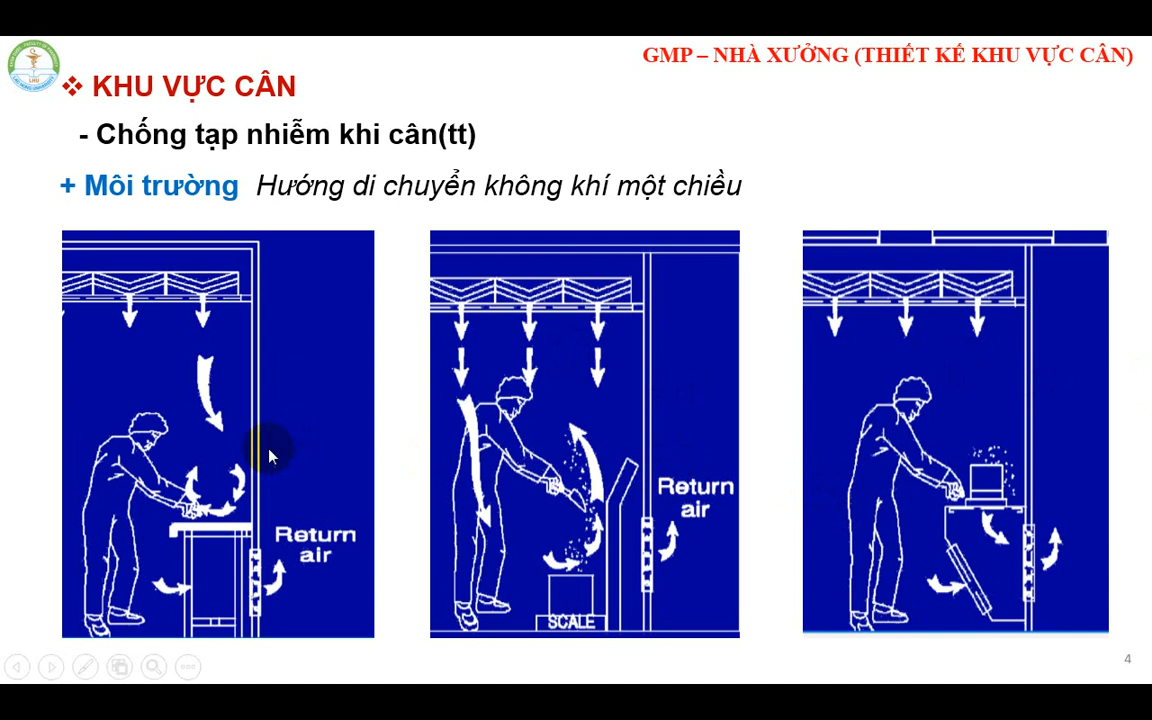 GMP – NHÀ XƯỞNG (THIẾT KẾ KHU VỰC CÂN)
❖ KHU VỰC CÂN
- Chống tạp nhiễm khi cân(tt)
+ Môi trường Hướng di chuyển không khí một chiều
Return
air
Return
air
SCALE
4